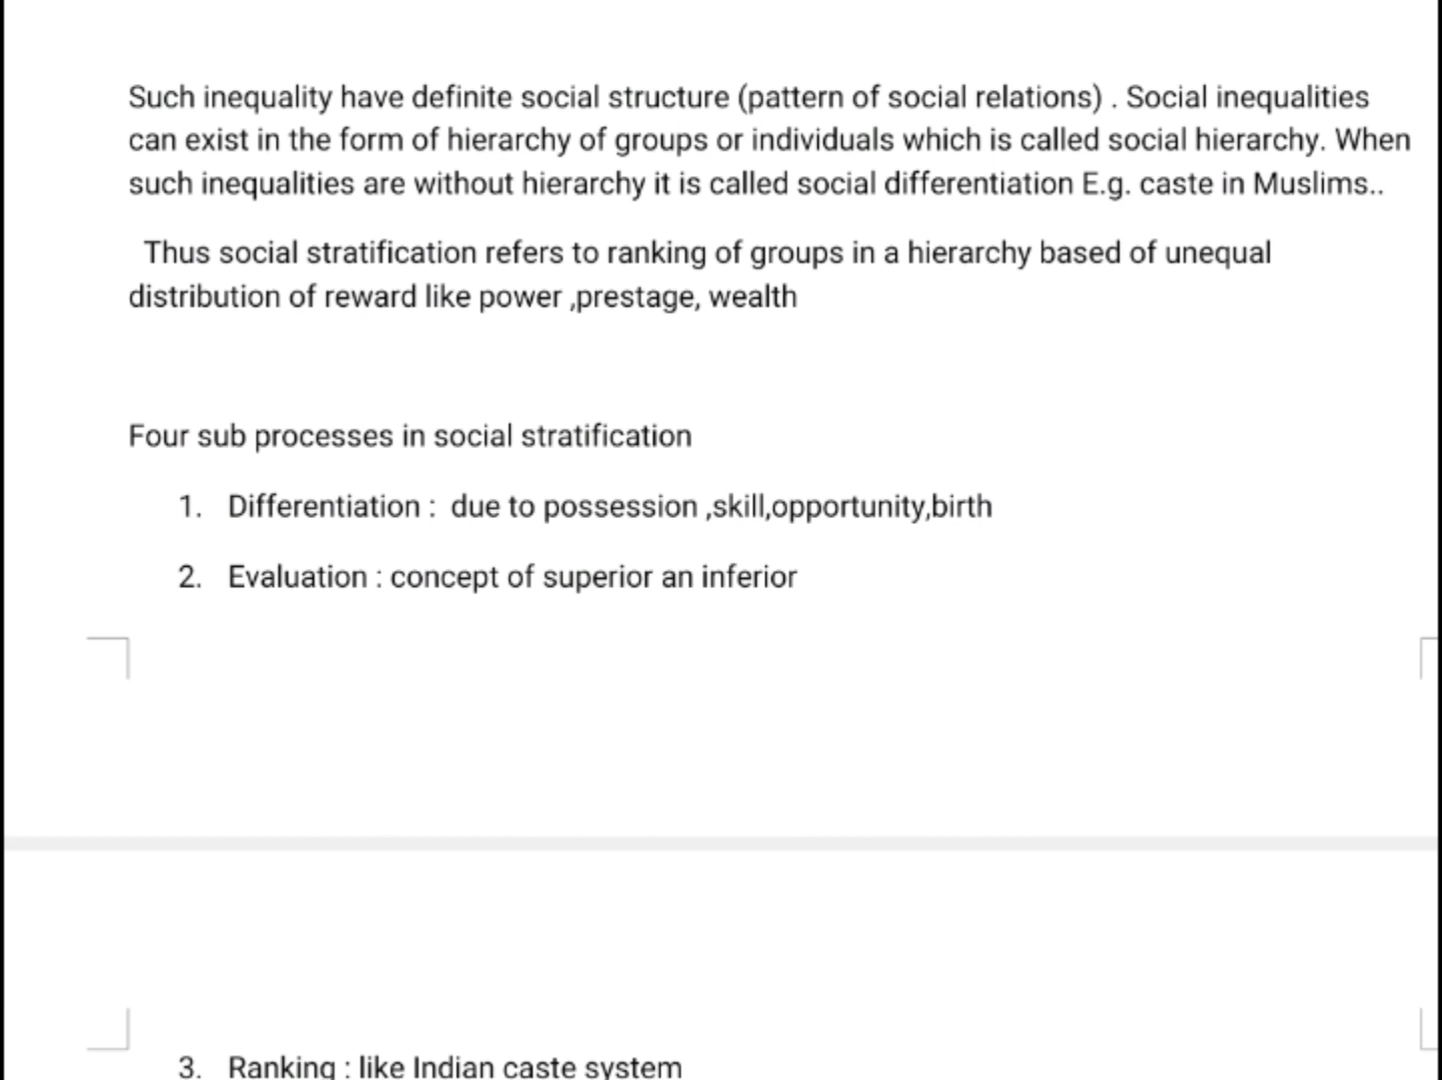 Such inequality have definite social structure (pattern of social relations) . Social inequalities
can exist in the form of hierarchy of groups or individuals which is called social hierarchy. When
such inequalities are without hierarchy it is called social differentiation E.g. caste in Muslims..
Thus social stratification refers to ranking of groups in a hierarchy based of unequal
distribution of reward like power ,prestage, wealth
Four sub processes in social stratification
1. Differentiation : due to possession ,skill,opportunity,birth
2. Evaluation : concept of superior an inferior
3. Ranking : like Indian caste system